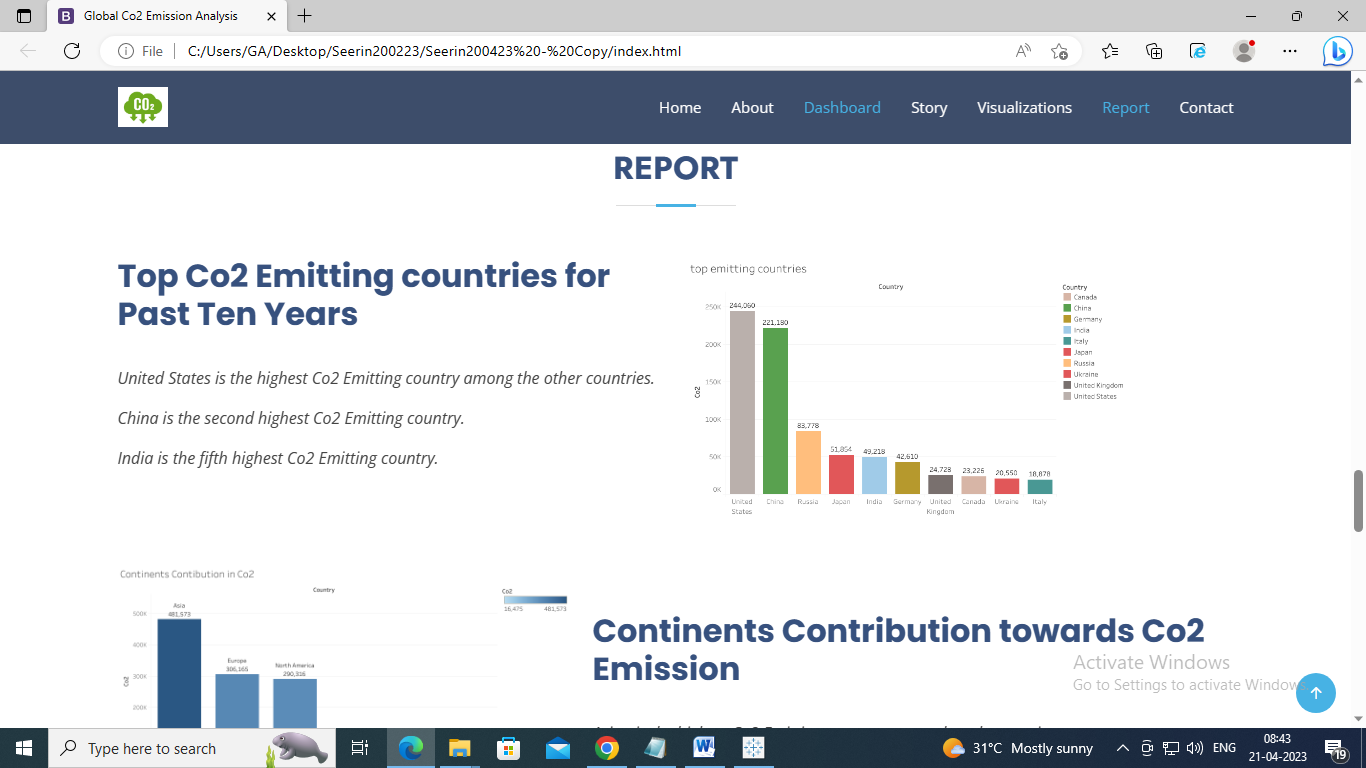 Global Co2 Emission Analysis
File
C:/Users/GA/Desktop/Seerin200223/Seerin200423%20-%20Copy/index.html
CO2
Home
About
Dashboard
Story
Visualizations
Report
Contact
REPORT
Top Co2 Emitting countries for
Past Ten Years
United States is the highest Co2 Emitting country among the other countries.
China is the second highest Co2 Emitting country.
India is the fifth highest Co2 Emitting country.
top emitting countries
Country
Co2
250K
200K
150K
100K
50K
0K
244,060
221,180
83,778
51,854
49,218
42,610
24,728
23,226
20,550
18,878
United
States
China
Russia
Japan
India
Germany
United
Kingdom
Canada
Ukraine
Italy
Country
Canada
China
Germany
India
Italy
Japan
Russia
Ukraine
United Kingdom
United States
Continents Contibution in Co2
Country
Co2
500K
400K
300K
200K
Asia
481,573
Europe
306,165
North America
290,316
Co2
16,475 481,573
Continents Contribution towards Co2
Emission
Activate Windows
Go to Settings to activate Windows
Type here to search
31°C Mostly sunny
ENG
08:43
21-04-2023
19